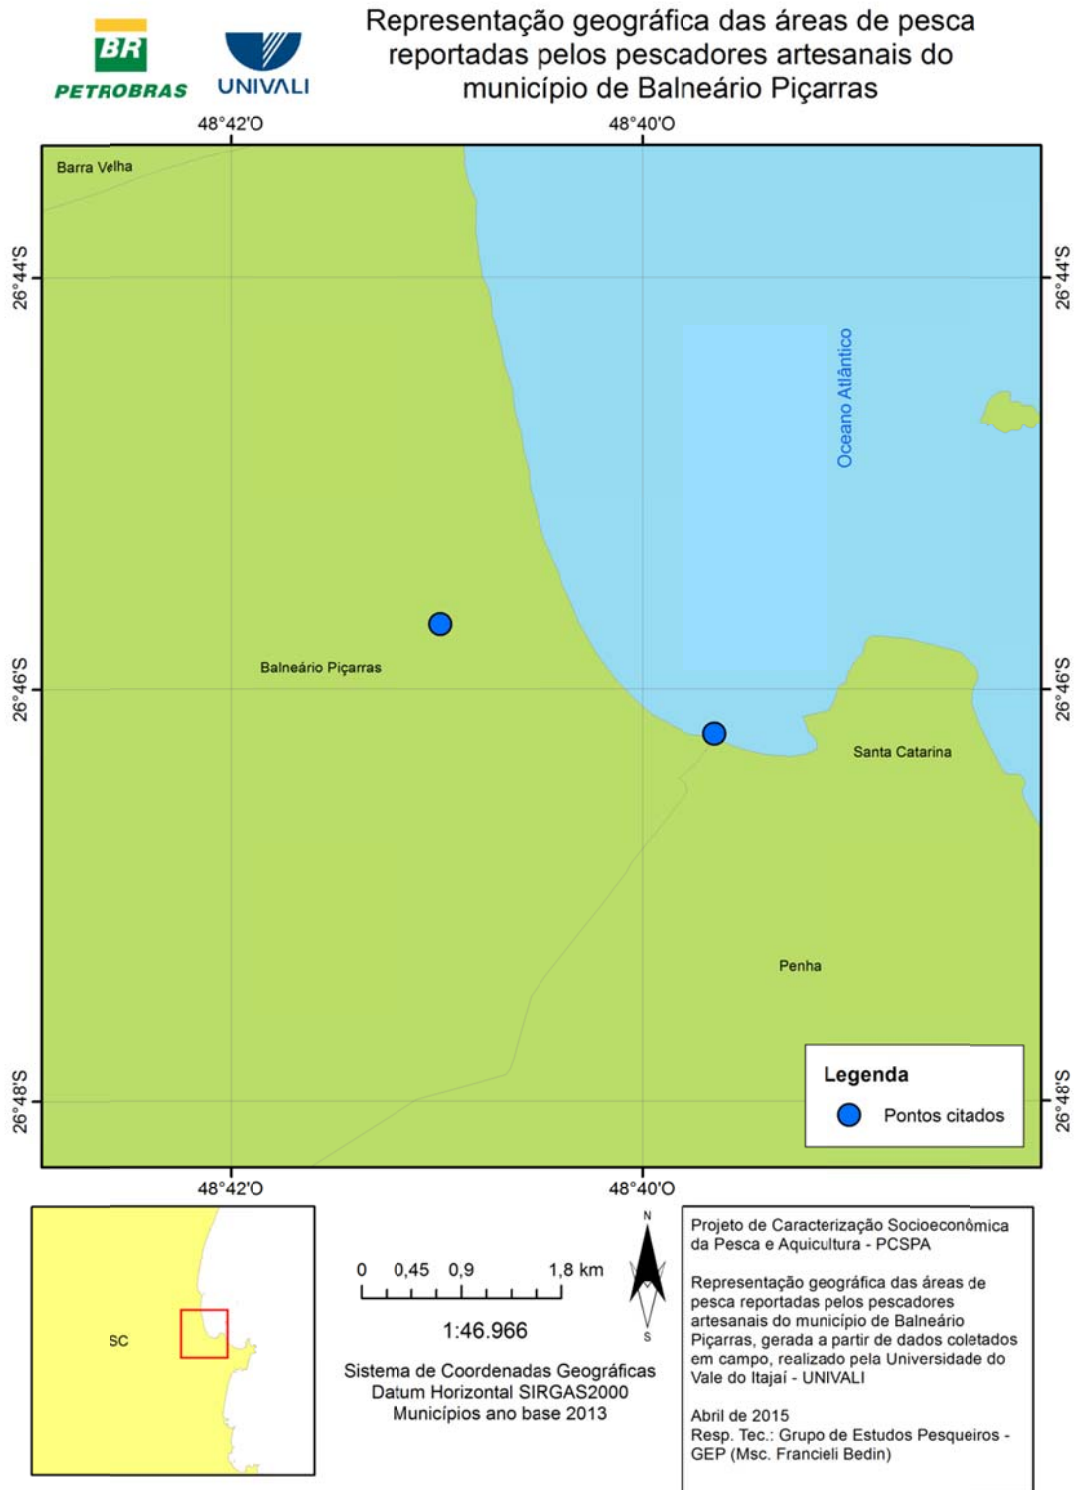 Representação geográfica das áreas de pesca
reportadas pelos pescadores artesanais do
município de Balneário Piçarras
BR
PETROBRAS
UNIVALI
48°42'O
48°40'O
Barra Velha
26°44'S
26°44'S
Oceano Atlântico
Balneário Piçarras
26°46'S
26°46'S
Santa Catarina
Penha
Legenda
Pontos citados
26°48'S
26°48'S
48°42'O
48°40'O
SC
0 0,45 0,9 1,8 km
1:46.966
N
S
Sistema de Coordenadas Geográficas
Datum Horizontal SIRGAS2000
Municípios ano base 2013
Projeto de Caracterização Socioeconômica
da Pesca e Aquicultura - PCSPA
Representação geográfica das áreas de
pesca reportadas pelos pescadores
artesanais do município de Balneário
Piçarras, gerada a partir de dados coletados
em campo, realizado pela Universidade do
Vale do Itajaí - UNIVALI
Abril de 2015
Resp. Tec.: Grupo de Estudos Pesqueiros -
GEP (Msc. Francieli Bedin)